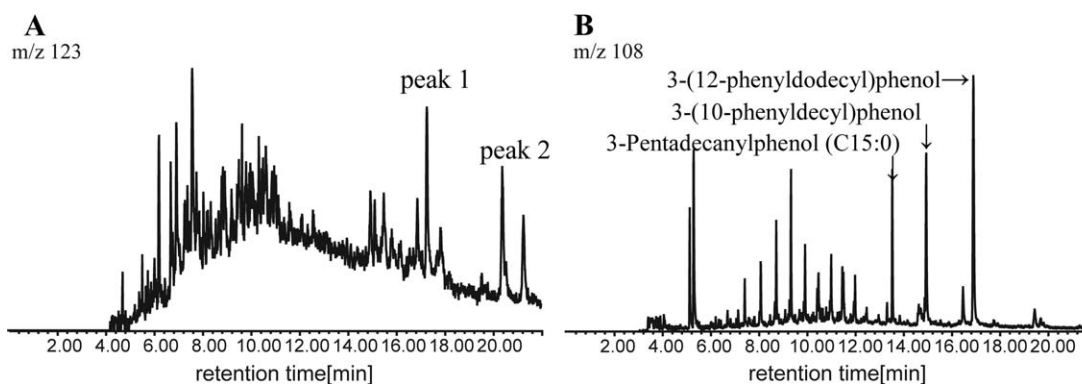 A
m/z 123
peak 1
peak 2
2.00 4.00 6.00 8.00 10.00 12.00 14.00 16.00 18.00 20.00
retention time[min]
B
m/z 108
3-(12-phenyldodecyl)phenol→
3-(10-phenyldecyl)phenol
3-Pentadecanylphenol (C15:0)
2.00 4.00 6.00 8.00 10.00 12.00 14.00 16.00 18.00 20.00
retention time[min]